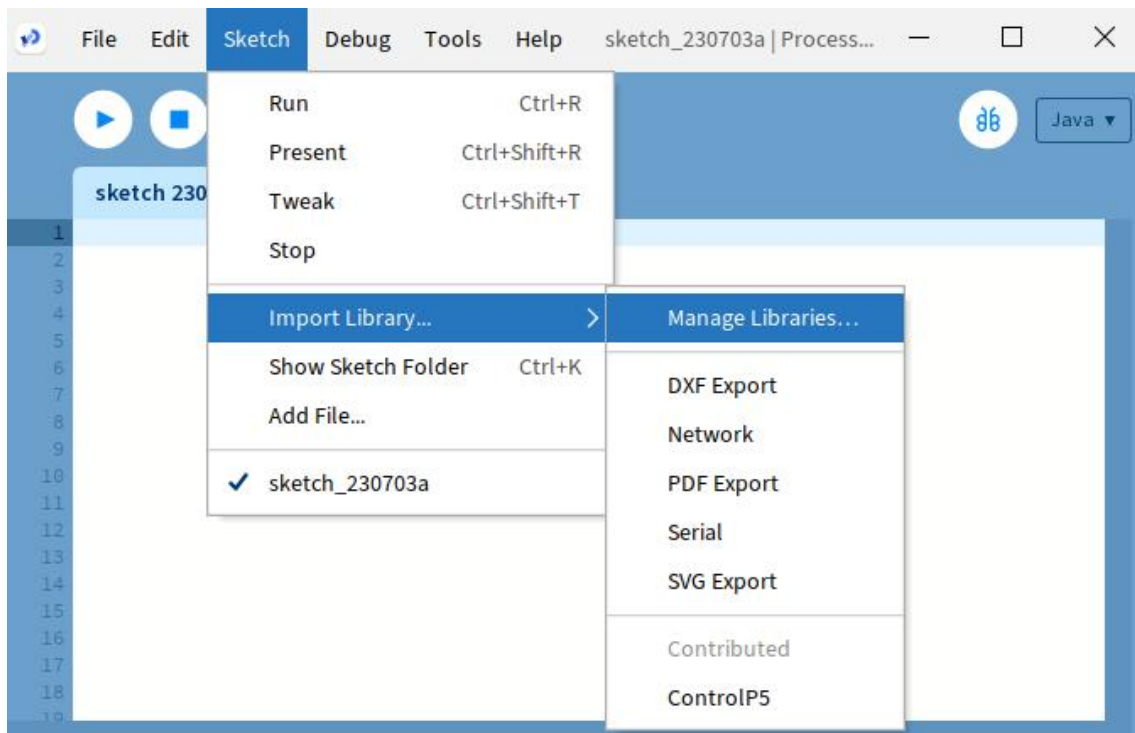 File Edit Sketch Debug Tools Help sketch_230703a | Process...
Java ▼
sketch 230
Run Ctrl+R
Present Ctrl+Shift+R
Tweak Ctrl+Shift+T
Stop
Import Library...
Show Sketch Folder Ctrl+K
Add File...
sketch_230703a
Manage Libraries...
DXF Export
Network
PDF Export
Serial
SVG Export
Contributed
ControlP5
1
2
3
4
5
6
7
8
9
10
11
12
13
14
15
16
17
18
19